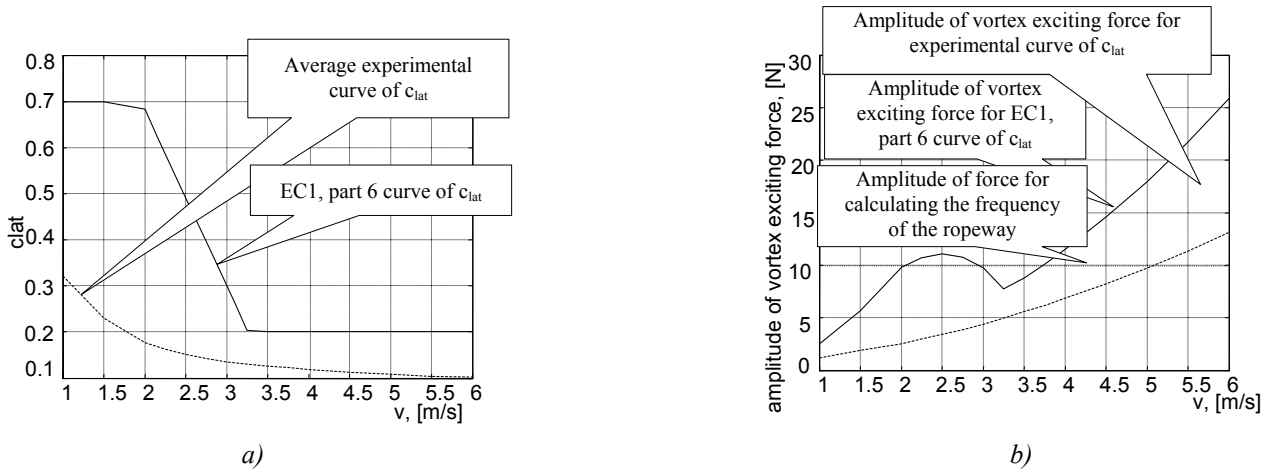 Average experimental
curve of clat
EC1, part 6 curve of clat
clat
0.8
0.7
0.6
0.5
0.4
0.3
0.2
0.1
1 1.5 2 2.5 3 3.5 4 4.5 5 5.5 6
v, [m/s]
a)
Amplitude of vortex exciting force for
experimental curve of clat
Amplitude of vortex
exciting force for EC1,
part 6 curve of clat
Amplitude of force for
calculating the frequency
of the ropeway
amplitude of vortex exciting force, [N]
30
25
20
15
10
5
0
1 1.5 2 2.5 3 3.5 4 4.5 5 5.5 6
v, [m/s]
b)